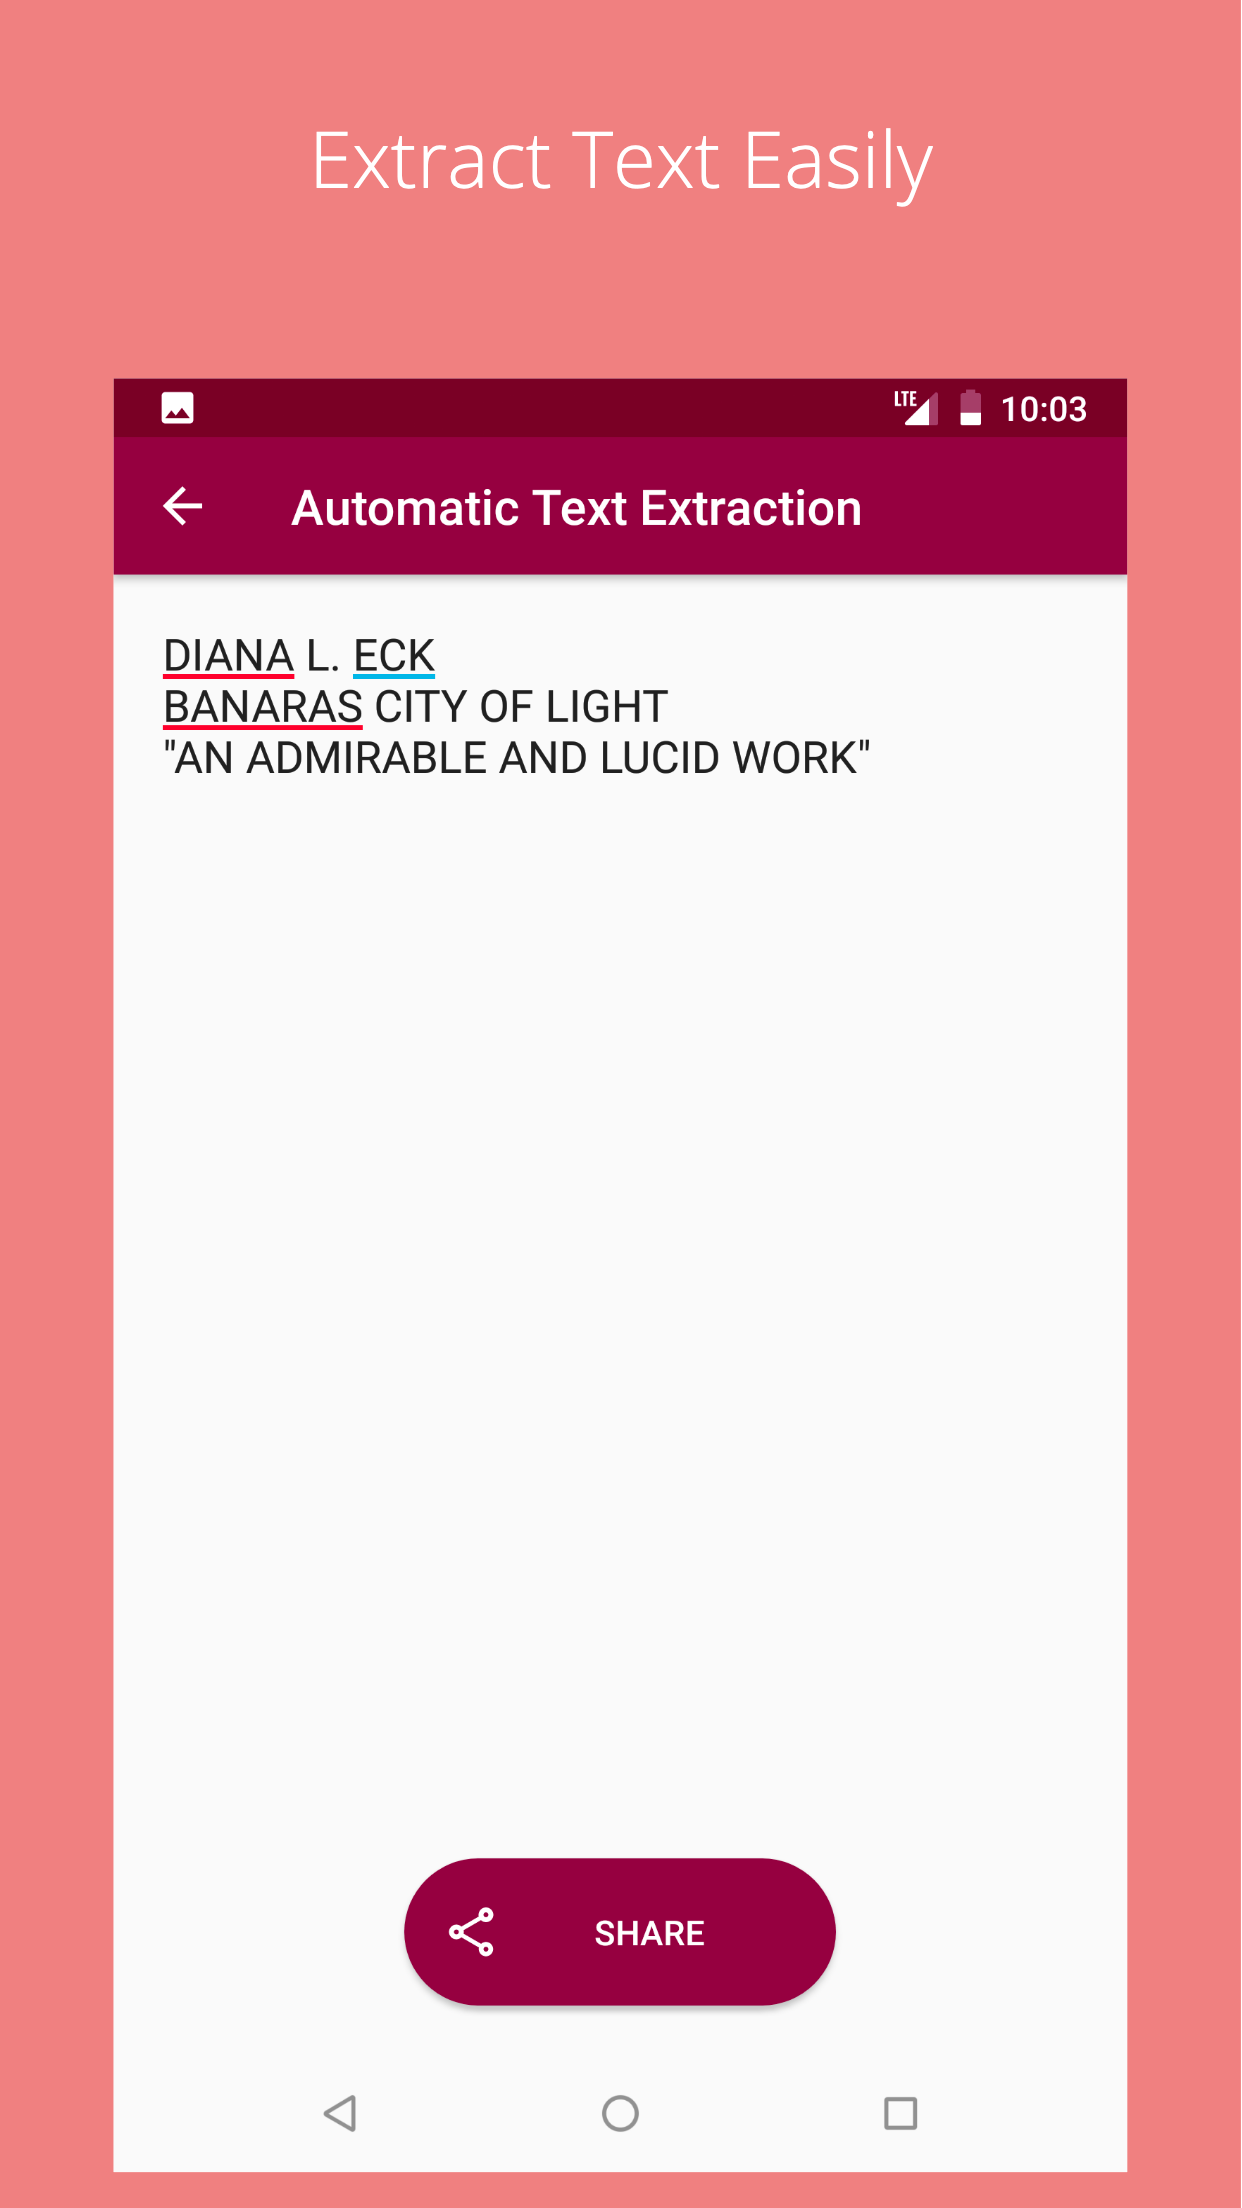 Extract Text Easily
LTE 10:03
Automatic Text Extraction
DIANA L. ECK
BANARAS CITY OF LIGHT
"AN ADMIRABLE AND LUCID WORK"
SHARE